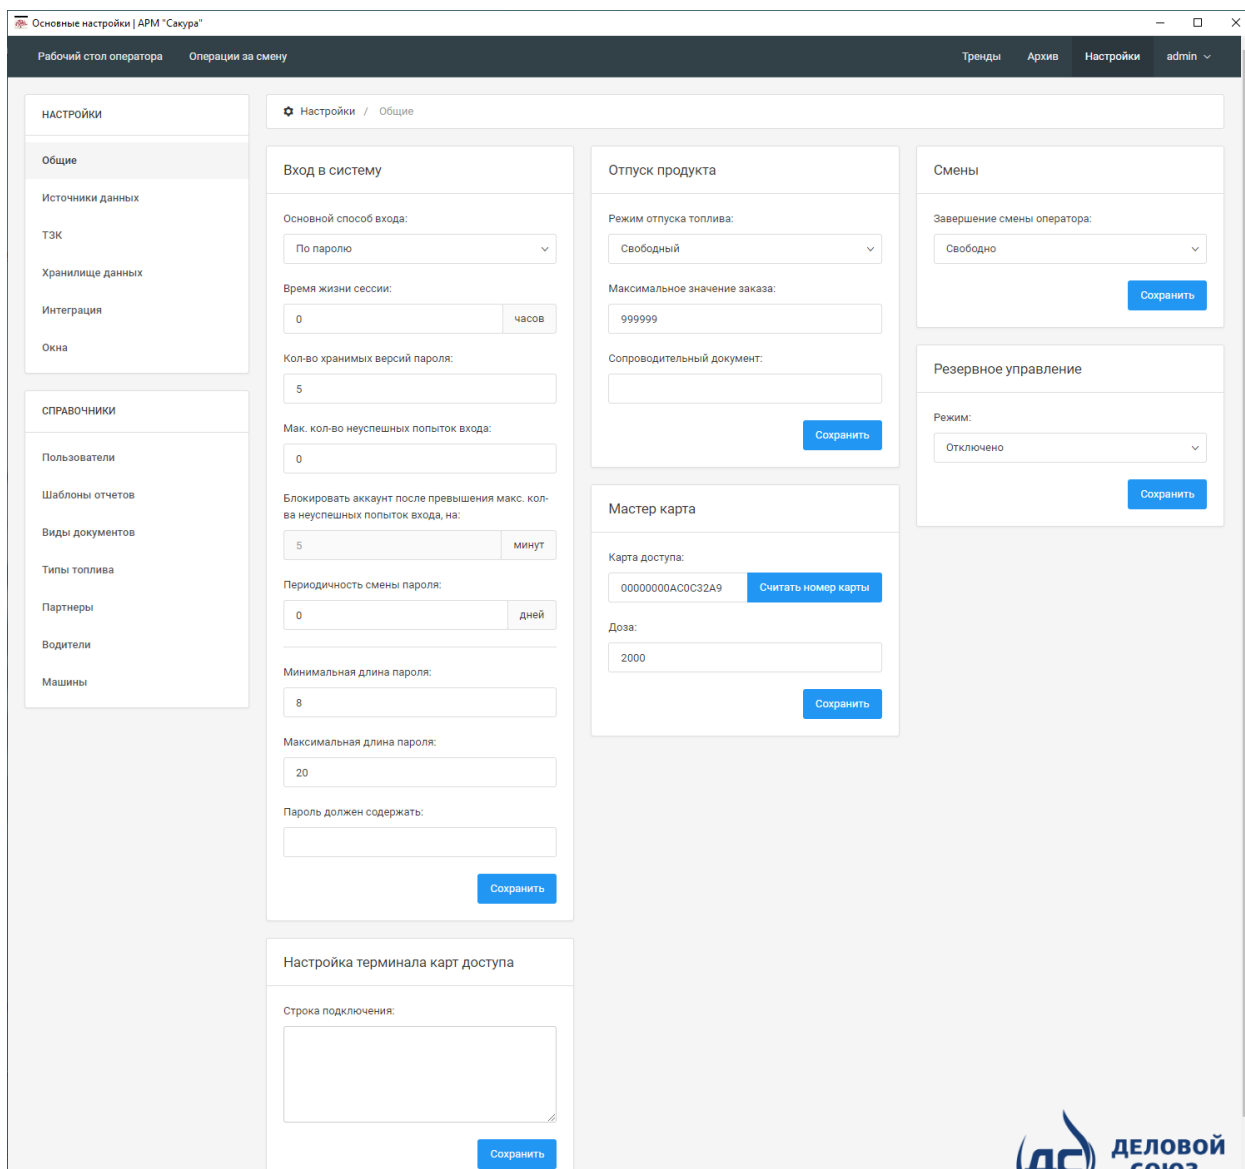 Основные настройки | АРМ "Сакура"
Рабочий стол оператора Операции за смену Тренды Архив Настройки admin
НАСТРОЙКИ
Общие
Источники данных
ТЗК
Хранилище данных
Интеграция
Окна
СПРАВОЧНИКИ
Пользователи
Шаблоны отчетов
Виды документов
Типы топлива
Партнеры
Водители
Машины
Настройки / Общие
Вход в систему
Основной способ входа:
По паролю
Время жизни сессии:
0 часов
Кол-во хранимых версий пароля:
5
Мак. кол-во неуспешных попыток входа:
0
Блокировать аккаунт после превышения макс. кол-
ва неуспешных попыток входа, на:
5 минут
Периодичность смены пароля:
0 дней
Минимальная длина пароля:
8
Максимальная длина пароля:
20
Пароль должен содержать:
Сохранить
Настройка терминала карт доступа
Строка подключения:
Сохранить
Отпуск продукта
Режим отпуска топлива:
Свободный
Максимальное значение заказа:
999999
Сопроводительный документ:
Сохранить
Мастер карта
Карта доступа:
00000000AC0C32A9 Считать номер карты
Доза:
2000
Сохранить
Смены
Завершение смены оператора:
Свободно
Сохранить
Резервное управление
Режим:
Отключено
Сохранить
ДС ДЕЛОВОЙ
СОЮЗ